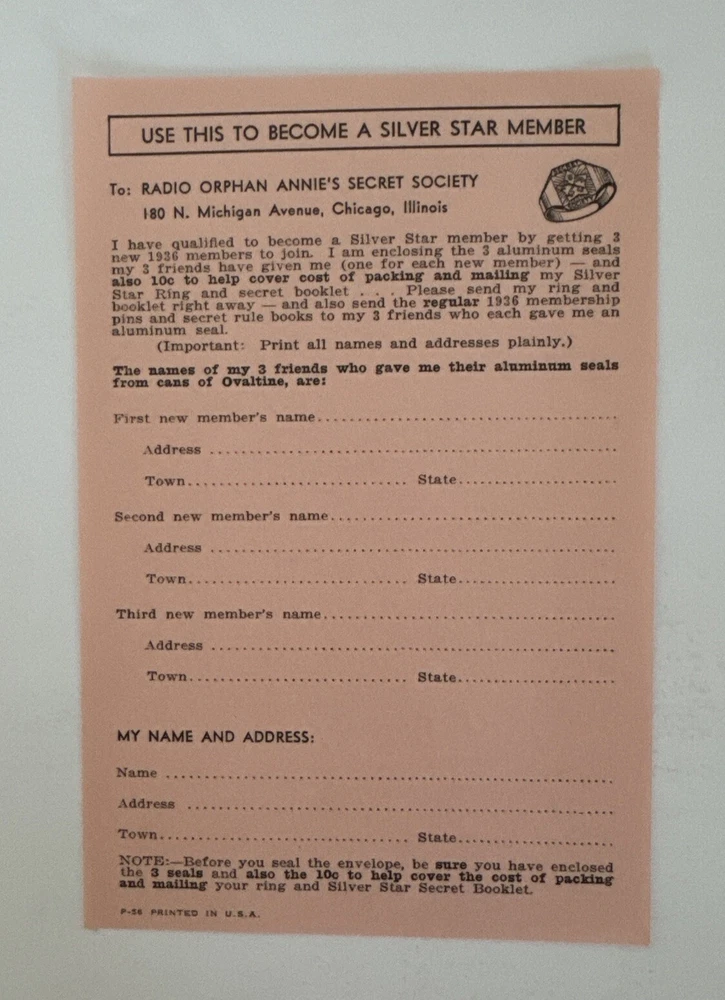 USE THIS TO BECOME A SILVER STAR MEMBER
To: RADIO ORPHAN ANNIE'S SECRET SOCIETY
180 N. Michigan Avenue, Chicago, Illinois
I have qualified to become a Silver Star member by getting 3
new 1936 members to join. I am enclosing the 3 aluminum seals
my 3 friends have given me (one for each new member) — and
also 10c to help cover cost of packing and mailing my Silver
Star Ring and secret booklet . . . Please send my ring and
booklet right away — and also send the regular 1936 membership
pins and secret rule books to my 3 friends who each gave me an
aluminum seal.
(Important: Print all names and addresses plainly.)
The names of my 3 friends who gave me their aluminum seals
from cans of Ovaltine, are:
First new member's name........................................
Address ........................................
Town.............................. State....................
Second new member's name........................................
Address ........................................
Town.............................. State....................
Third new member's name........................................
Address ........................................
Town.............................. State....................
MY NAME AND ADDRESS:
Name ........................................
Address ........................................
Town.............................. State....................
NOTE:—Before you seal the envelope, be sure you have enclosed
the 3 seals and also the 10c to help cover the cost of packing
and mailing your ring and Silver Star Secret Booklet.
P-56 PRINTED IN U.S.A.